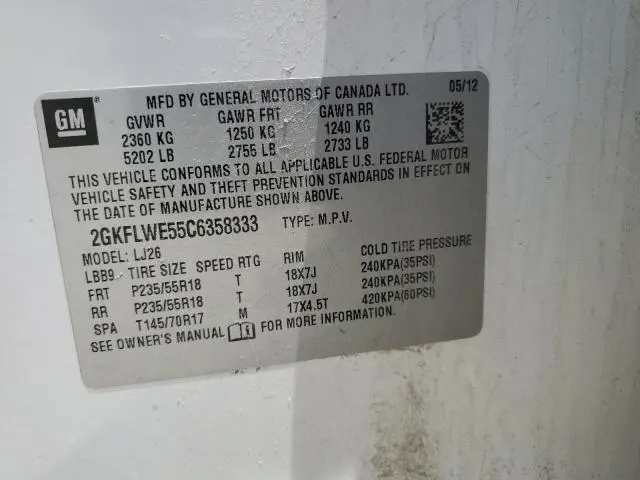 GM ® MFD BY GENERAL MOTORS OF CANADA LTD. 05/12
GVWR GAWR FRT GAWR RR
2360 KG 1250 KG 1240 KG
5202 LB 2755 LB 2733 LB
THIS VEHICLE CONFORMS TO ALL APPLICABLE U.S. FEDERAL MOTOR
VEHICLE SAFETY AND THEFT PREVENTION STANDARDS IN EFFECT ON
THE DATE OF MANUFACTURE SHOWN ABOVE.
2GKFLWE55C6358333 TYPE: M.P.V.
MODEL: LJ26
LBB9 TIRE SIZE SPEED RTG RIM COLD TIRE PRESSURE
FRT P235/55R18 T 18X7J 240KPA(35PSI)
RR P235/55R18 T 18X7J 240KPA(35PSI)
SPA T145/70R17 M 17X4.5T 420KPA(60PSI)
SEE OWNER'S MANUAL FOR MORE INFORMATION.